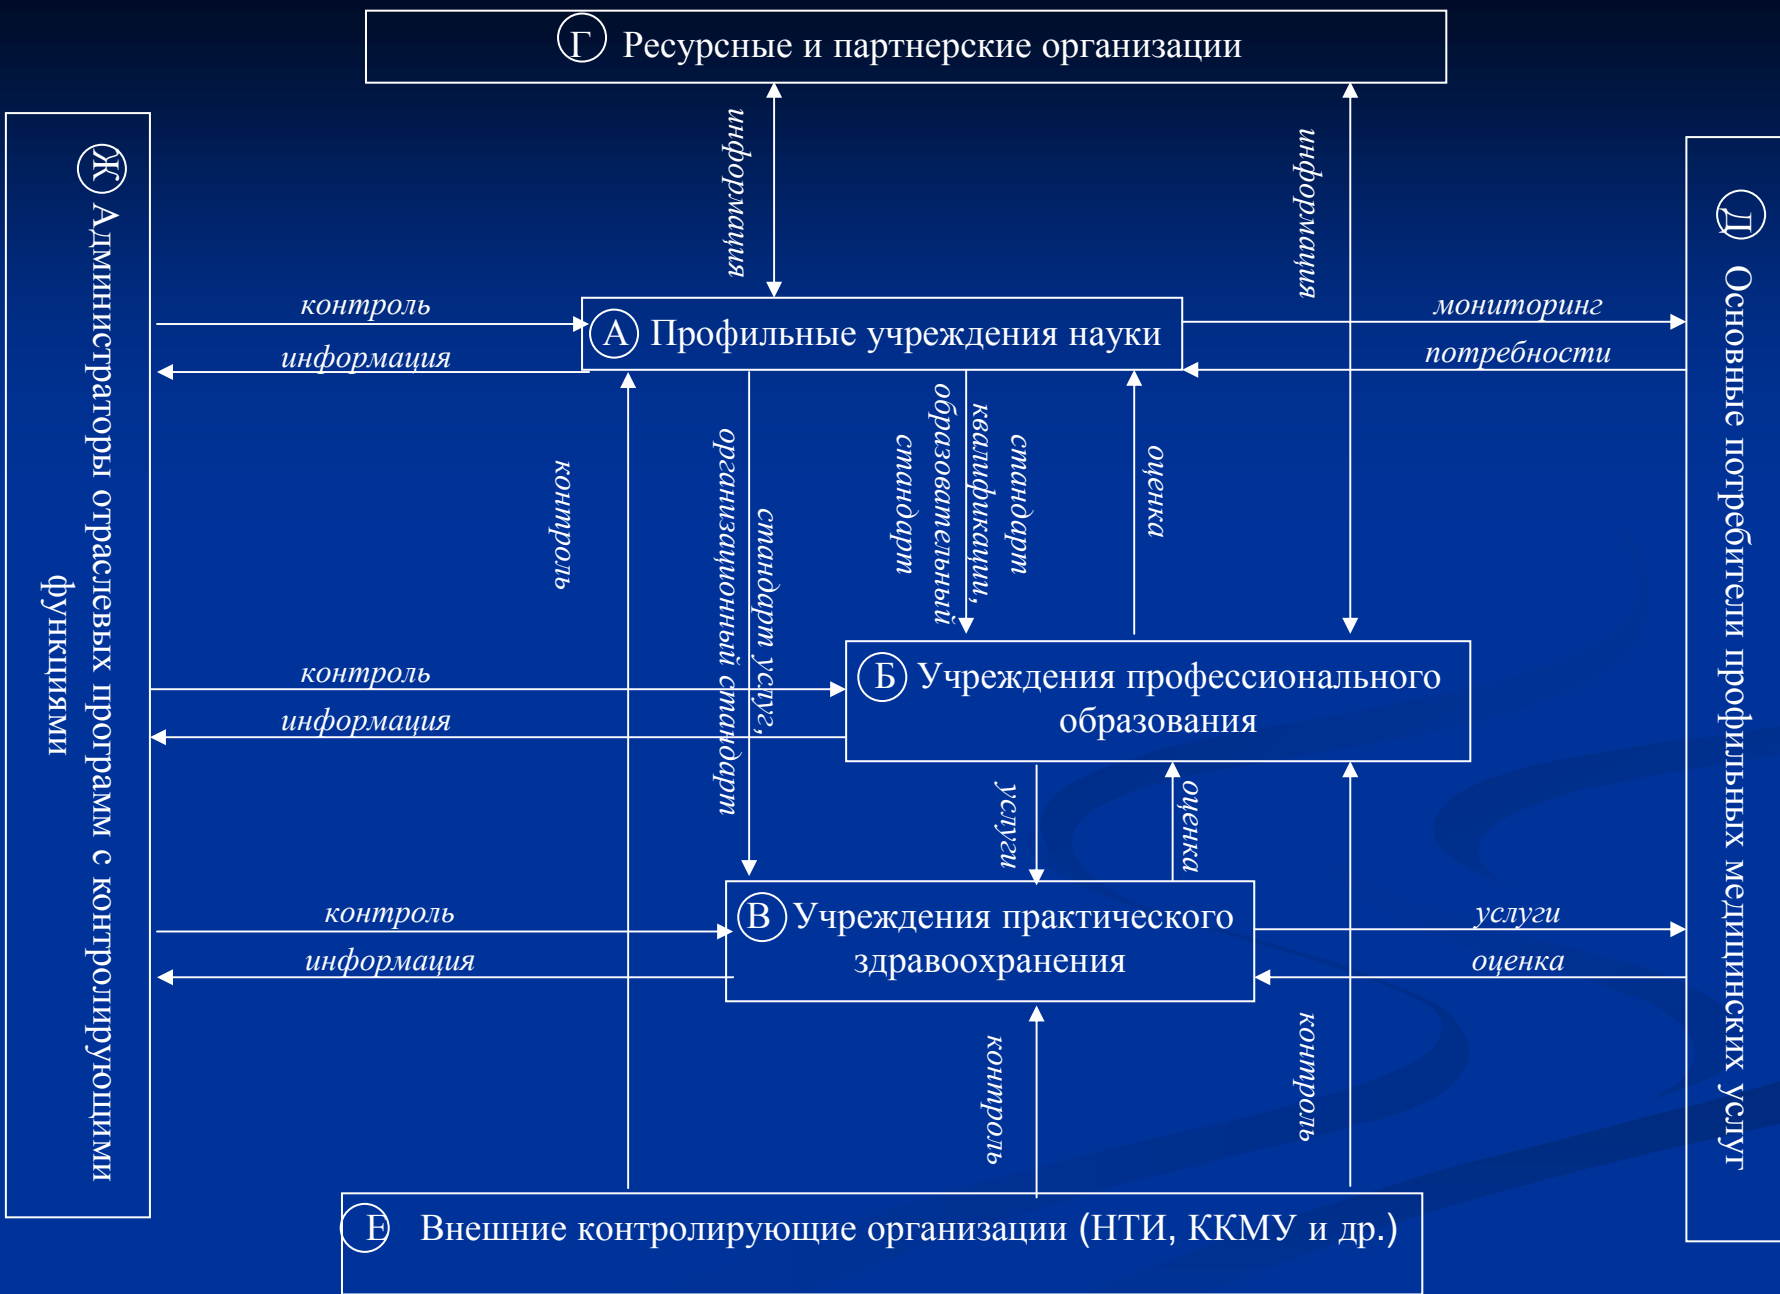 Г Ресурсные и партнерские организации
информация
информация
Ж Администраторы отраслевых программ с контролирующими
функциями
Д Основные потребители профильных медицинских услуг
контроль
информация
А Профильные учреждения науки
мониторинг
потребности
контроль
стандарт услуг,
организационный стандарт
стандарт
квалификации,
образовательный
стандарт
оценка
контроль
информация
Б Учреждения профессионального
образования
услуги
оценка
контроль
информация
В Учреждения практического
здравоохранения
услуги
оценка
контроль
контроль
Е Внешние контролирующие организации (НТИ, ККМУ и др.)